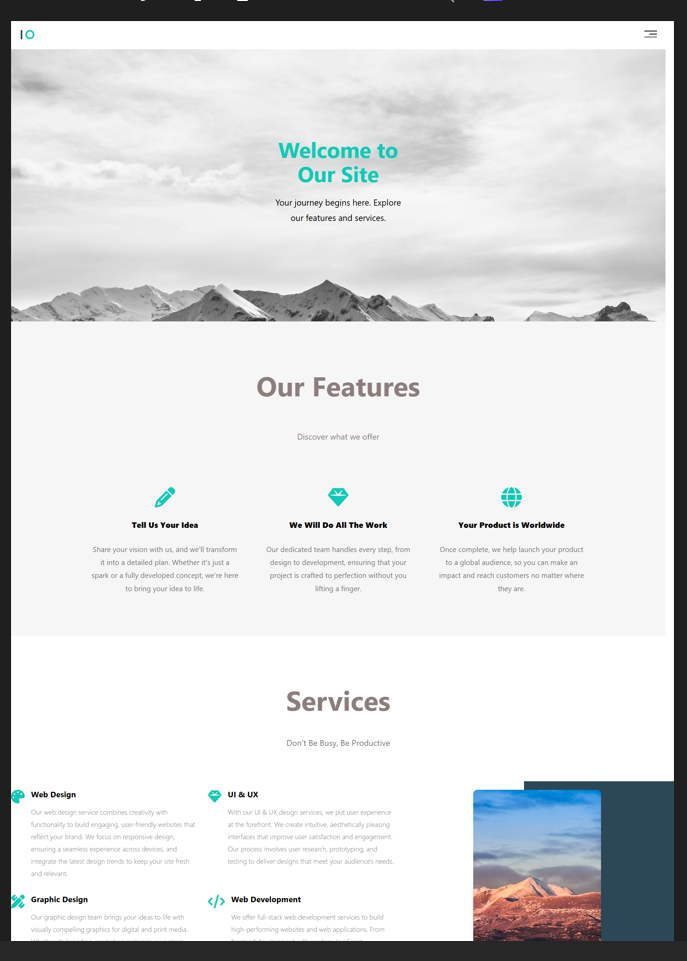 IO
Welcome to
Our Site
Your journey begins here. Explore
our features and services.
Our Features
Discover what we offer
Tell Us Your Idea
Share your vision with us, and we'll transform
it into a detailed plan. Whether it's just a
spark or a fully developed concept, we're here
to bring your idea to life.
We Will Do All The Work
Our dedicated team handles every step, from
design to development, ensuring that your
project is crafted to perfection without you
lifting a finger.
Your Product is Worldwide
Once complete, we help launch your product
to a global audience, so you can make an
impact and reach customers no matter where
they are.
Services
Don't Be Busy, Be Productive
Web Design
Our web design service combines creativity with
functionality to build engaging, user-friendly websites that
reflect your brand. We focus on responsive design,
ensuring a seamless experience across devices, and
integrate the latest design trends to keep your site fresh
and relevant.
UI & UX
With our UI & UX design services, we put user experience
at the forefront. We create intuitive, aesthetically pleasing
interfaces that improve user satisfaction and engagement.
Our process involves user research, prototyping, and
testing to deliver designs that meet your audience's needs.
Graphic Design
Our graphic design team brings your ideas to life with
visually compelling graphics for digital and print media.
Web Development
We offer full-stack web development services to build
high-performing websites and web applications. From